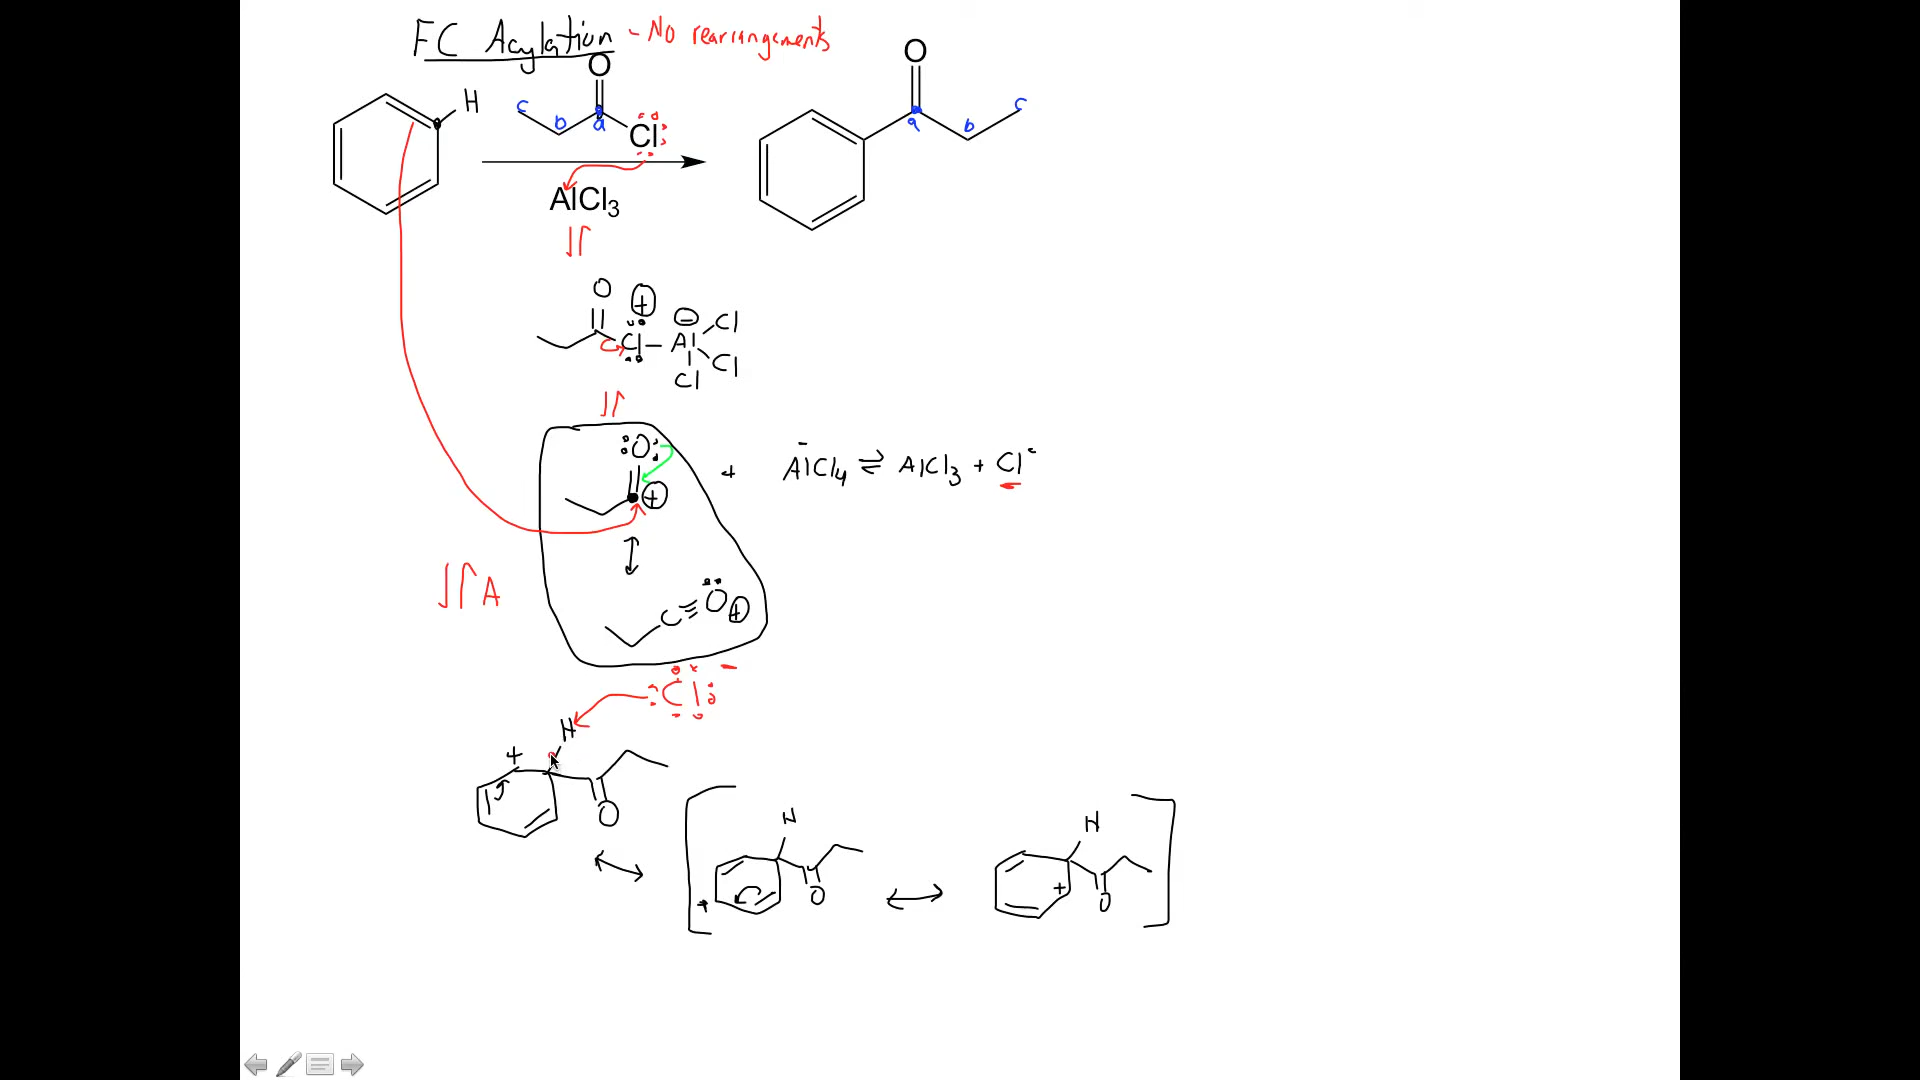 FC Acylation - No rearrangements
O
O
H
c b a
Cl
a b c
AlCl3
O + −
Cl
Cl — Al
Cl
Cl
O
+
+ AlCl4⁻ ⇌ AlCl3 + Cl⁻
A
C≡O +
Cl −
H
+
O
H
+
O
H
+
O